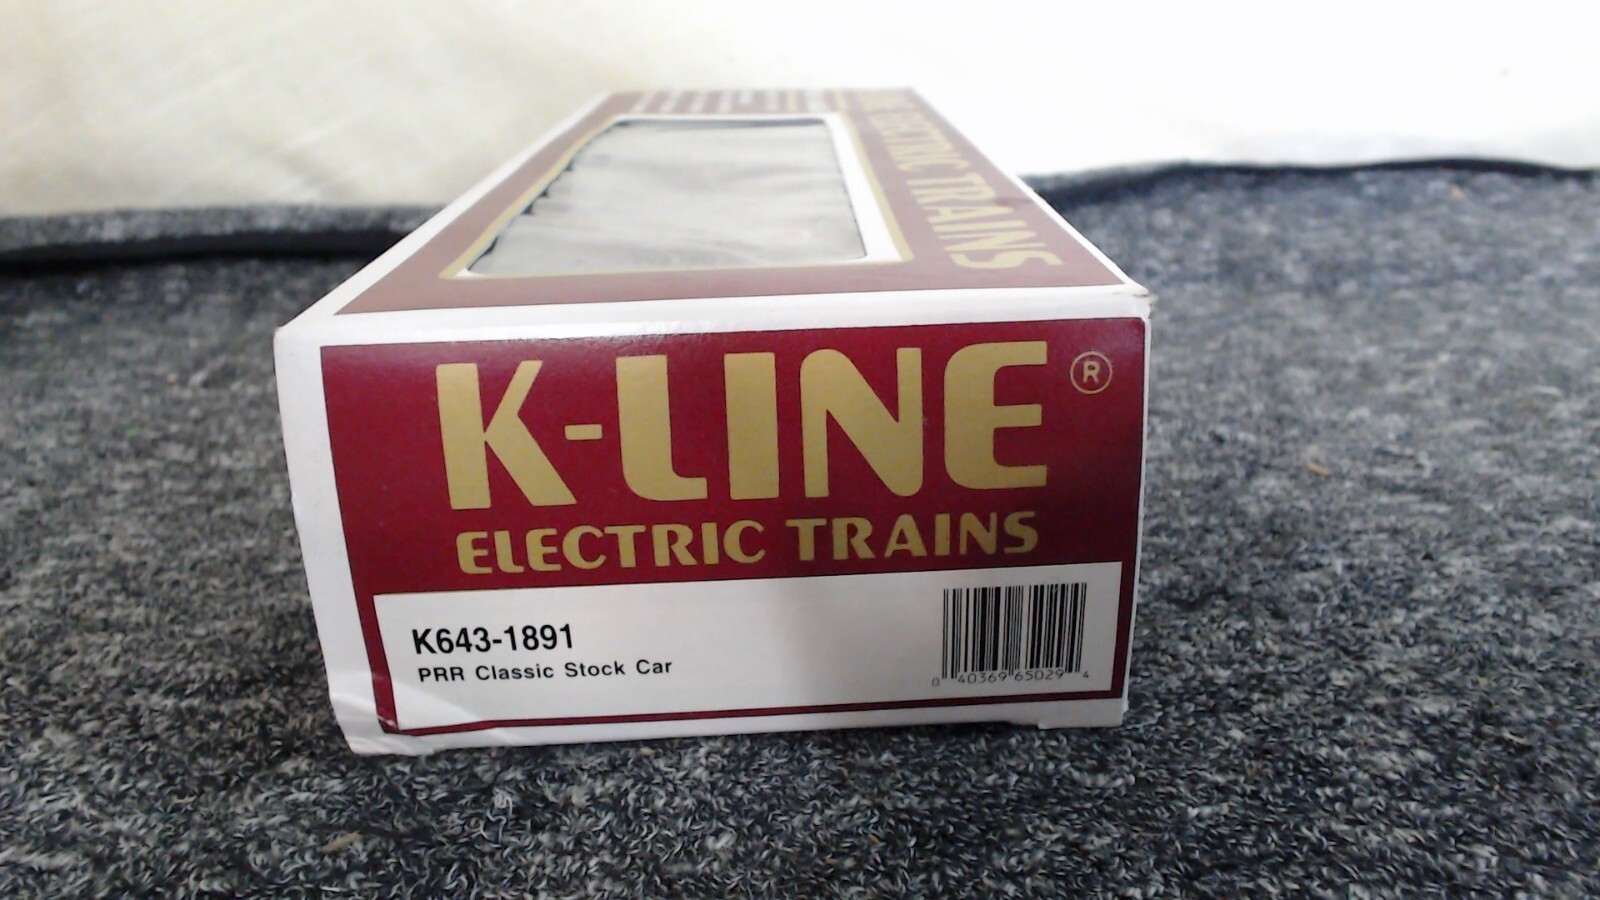 ELECTRIC TRAINS
K-LINE ®
ELECTRIC TRAINS
K643-1891
PRR Classic Stock Car
0 40369 65029 4